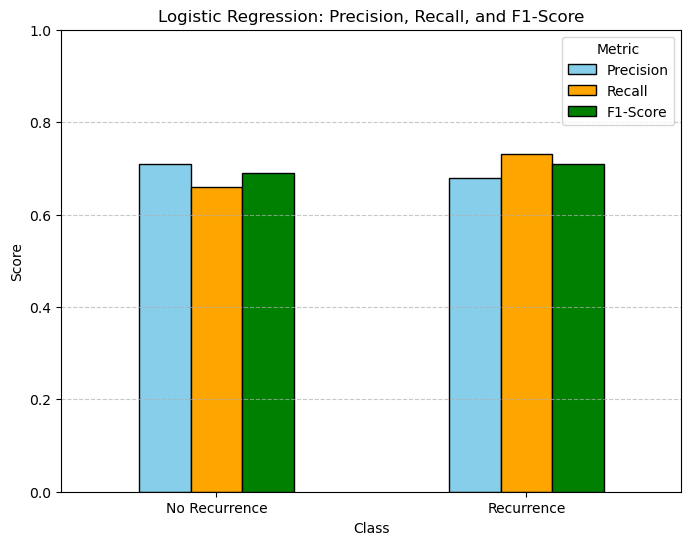 Logistic Regression: Precision, Recall, and F1-Score
Metric
Precision
Recall
F1-Score
1.0
0.8
0.6
0.4
0.2
0.0
Score
No Recurrence
Recurrence
Class